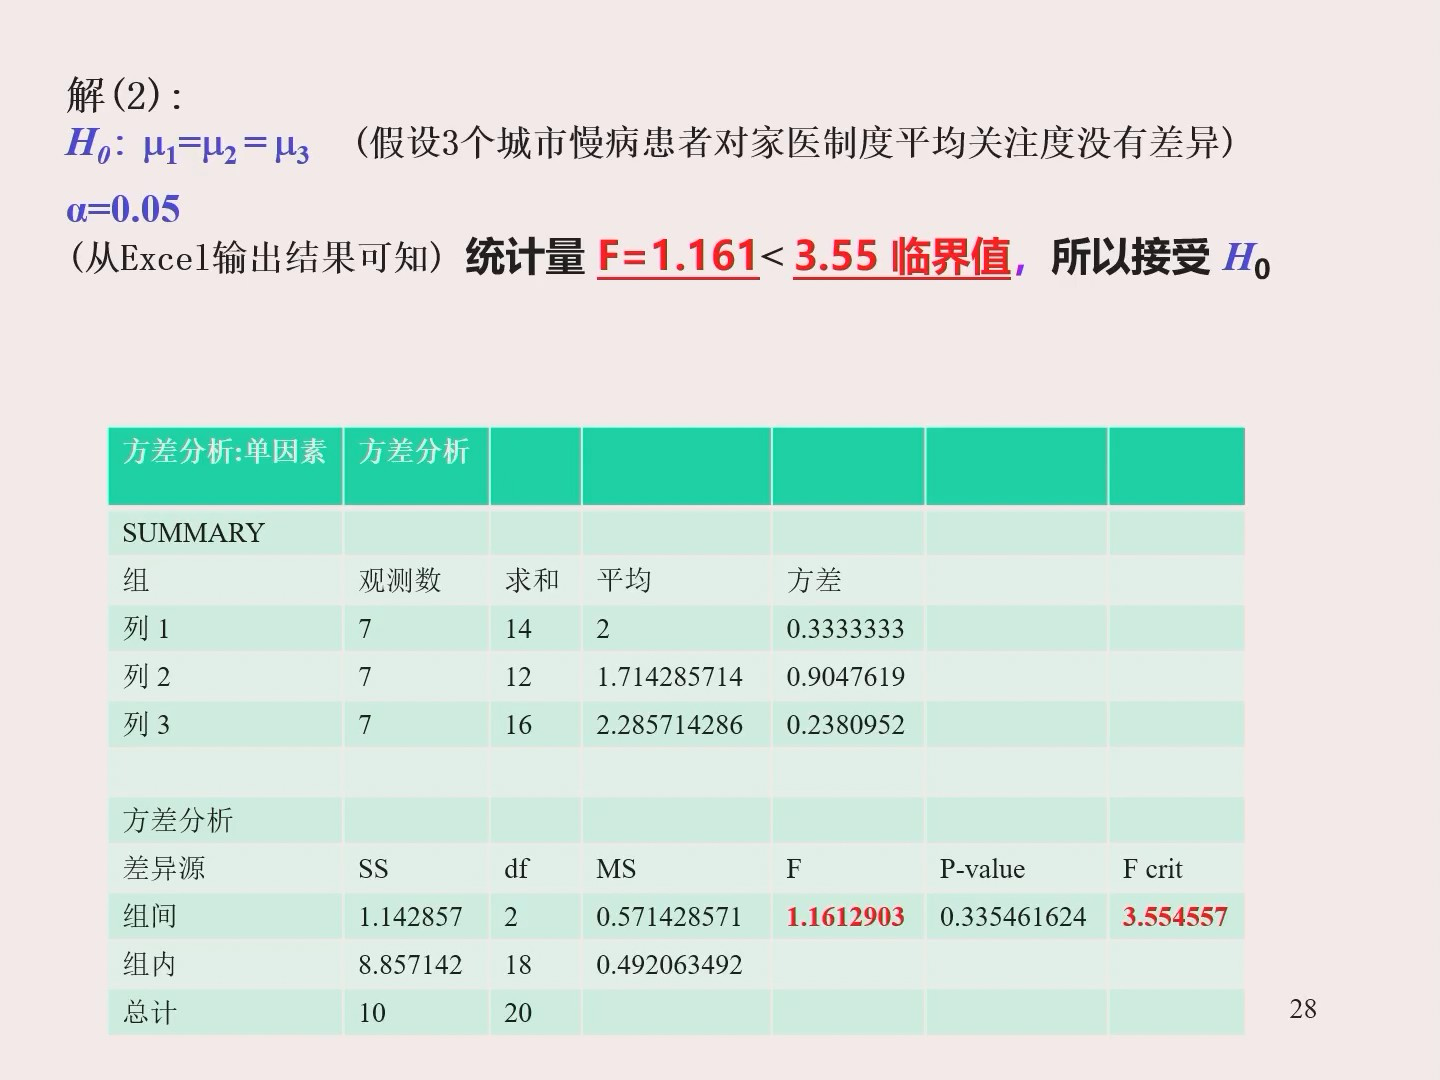 解(2):
H0: μ1=μ2 = μ3 (假设3个城市慢病患者对家医制度平均关注度没有差异)
α=0.05
(从Excel输出结果可知) 统计量 F=1.161< 3.55 临界值，所以接受 H0
方差分析:单因素 方差分析
SUMMARY
组 观测数 求和 平均 方差
列 1 7 14 2 0.3333333
列 2 7 12 1.714285714 0.9047619
列 3 7 16 2.285714286 0.2380952
方差分析
差异源 SS df MS F P-value F crit
组间 1.142857 2 0.571428571 1.1612903 0.335461624 3.554557
组内 8.857142 18 0.492063492
总计 10 20
28